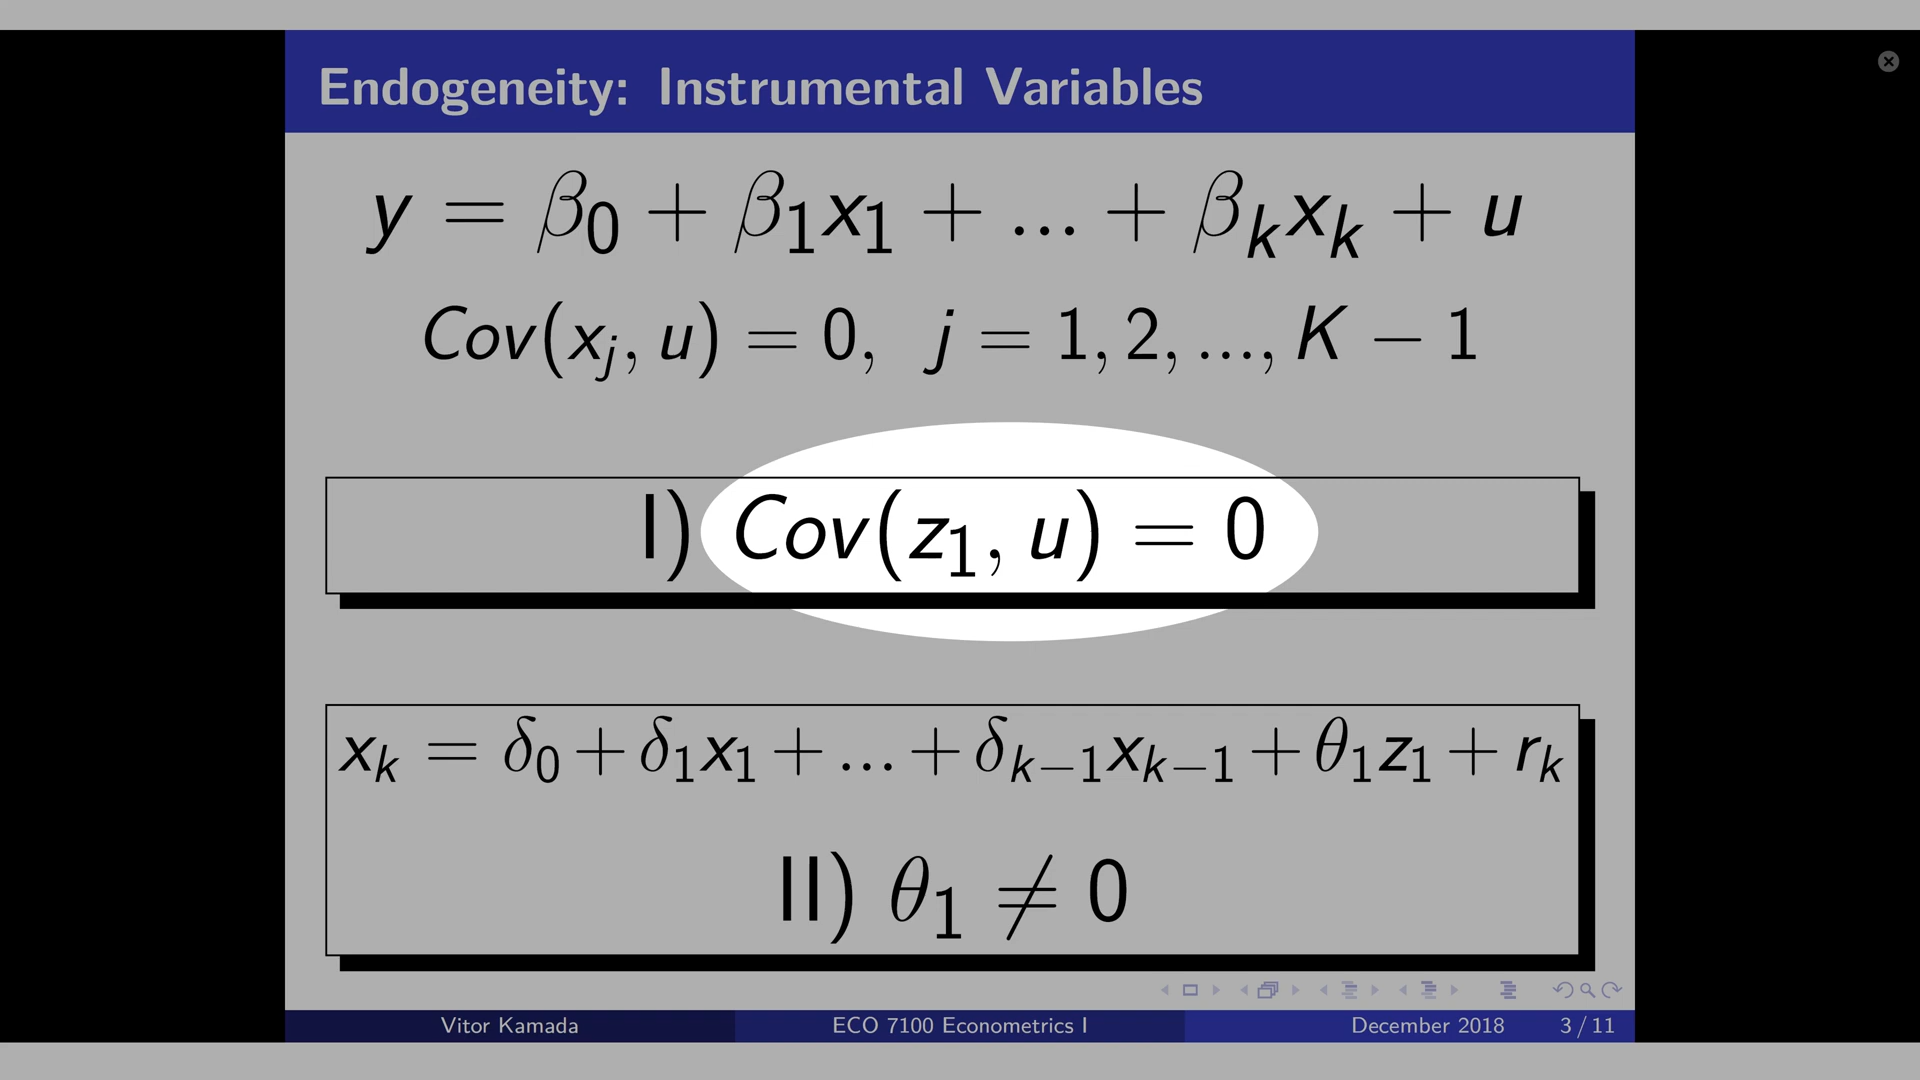 Endogeneity: Instrumental Variables
y = β₀ + β₁x₁ + ... + βₖxₖ + u
Cov(xⱼ, u) = 0, j = 1, 2, ..., K − 1
I) Cov(z₁, u) = 0
xₖ = δ₀ + δ₁x₁ + ... + δₖ₋₁xₖ₋₁ + θ₁z₁ + rₖ
II) θ₁ ≠ 0
Vitor Kamada ECO 7100 Econometrics I December 2018 3 / 11